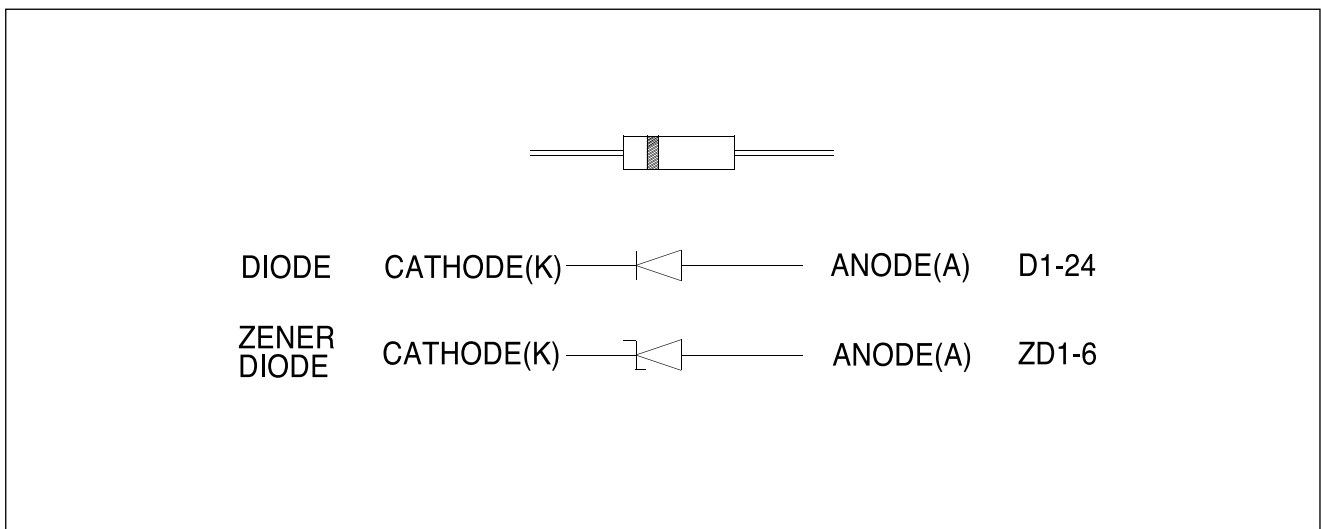 DIODE CATHODE(K) ANODE(A) D1-24
ZENER
DIODE CATHODE(K) ANODE(A) ZD1-6